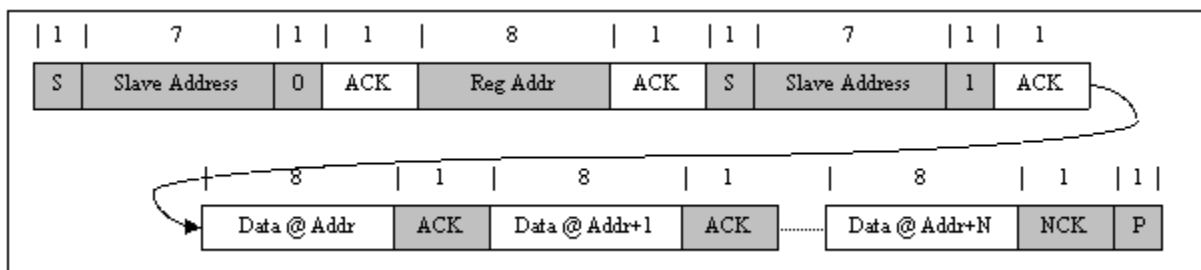 | 1 | 7 | 1 | 1 | 8 | 1 | 1 | 7 | 1 | 1
S Slave Address 0 ACK Reg Addr ACK S Slave Address 1 ACK
| 8 | 1 | 8 | 1 | 8 | 1 | 1 |
Data @ Addr ACK Data @ Addr+1 ACK ........... Data @ Addr+N NCK P